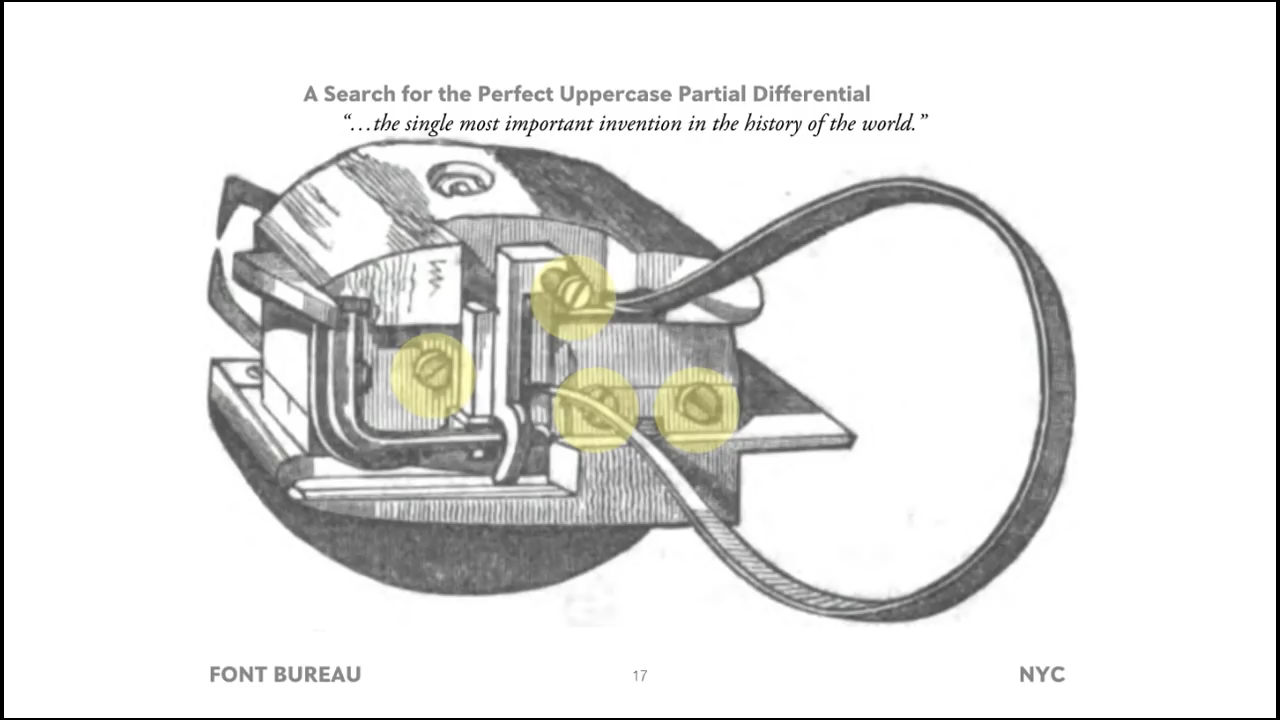 A Search for the Perfect Uppercase Partial Differential
“…the single most important invention in the history of the world.”
FONT BUREAU
17
NYC